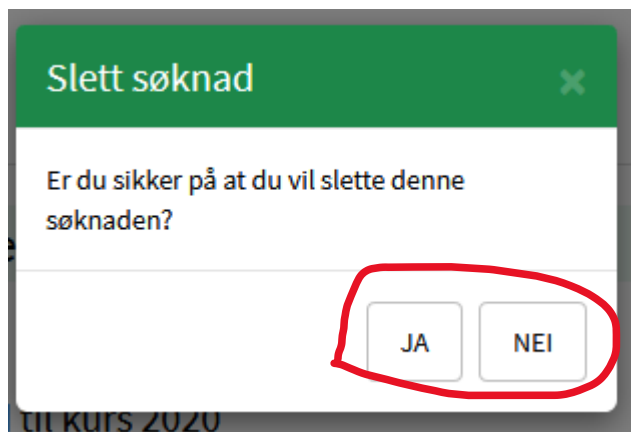 Slett søknad
Er du sikker på at du vil slette denne
søknaden?
JA NEI
til kurs 2020